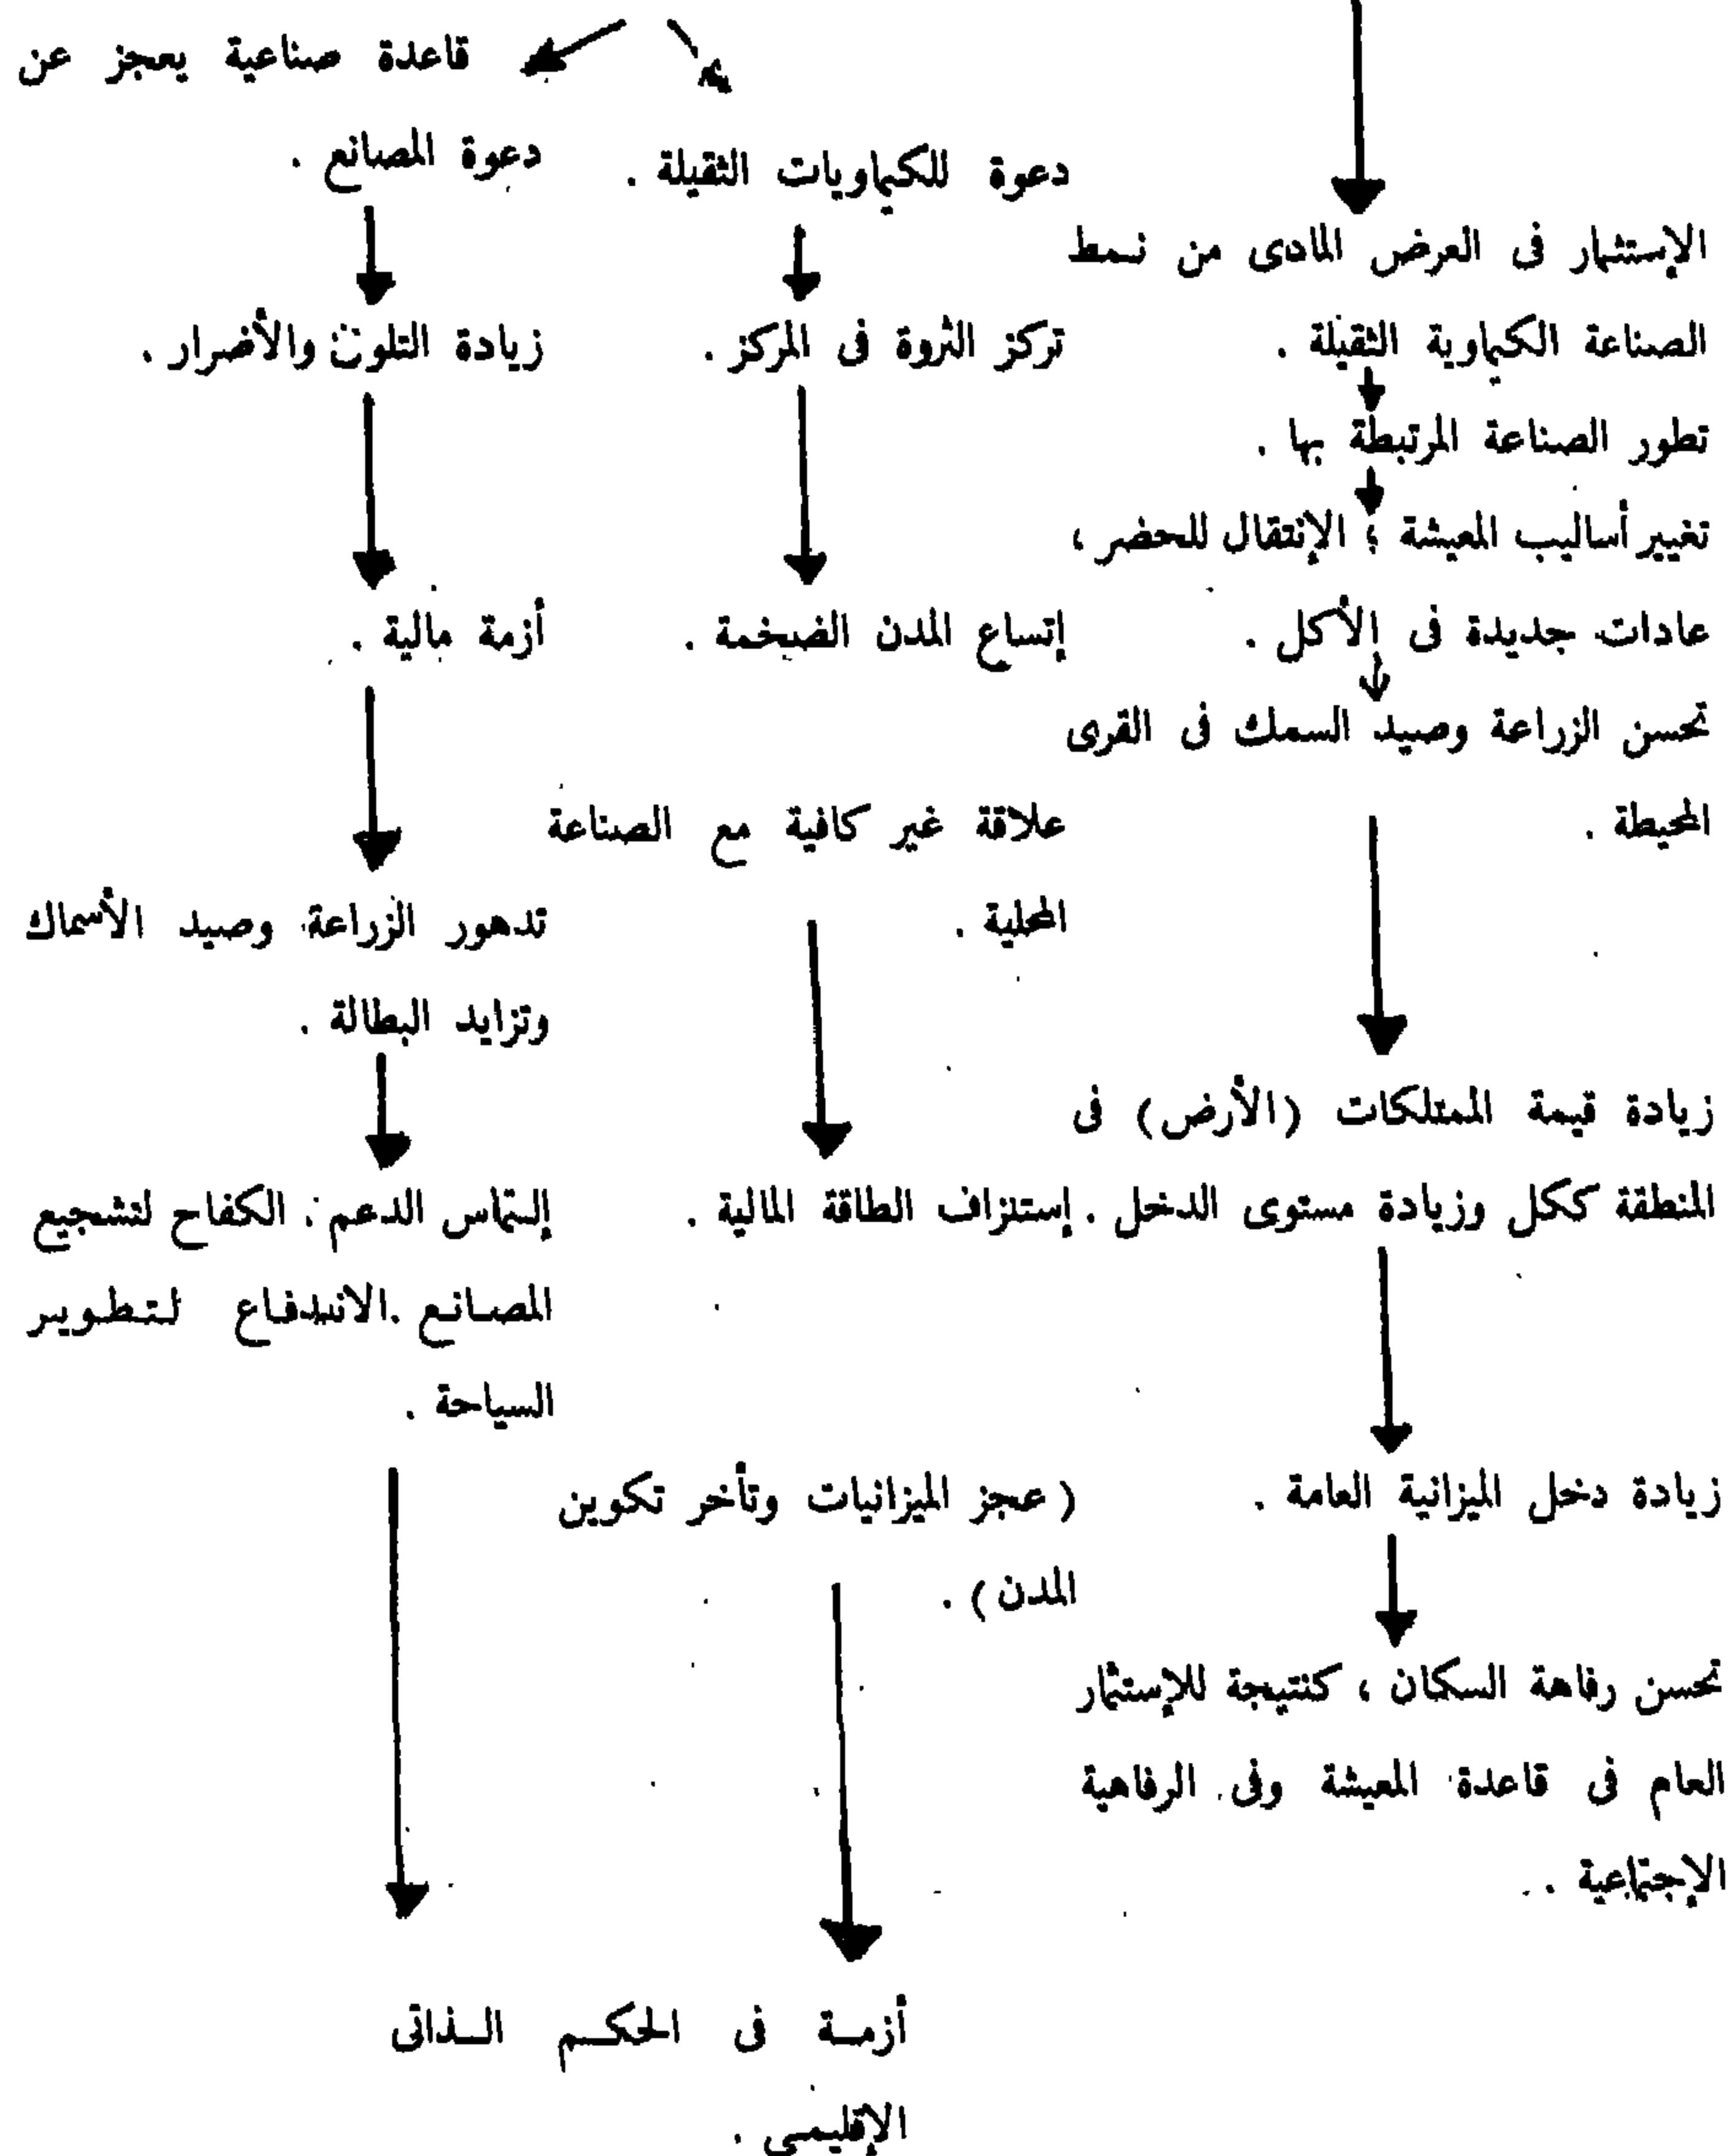 الإستثمار فى العرض المادى من نمط
الصناعة الكيماوية الثقيلة .
تطور الصناعة المرتبطة بها .
تغيير أساليب المعيشة ؛ الإنتقال للحضر ،
عادات جديدة فى الأكل .
تحسن الزراعة وصيد السمك فى القرى
المحيطة .
زيادة قيمة الممتلكات (الأرض) فى
المنطقة ككل وزيادة مستوى الدخل .
زيادة دخل الميزانية العامة .
تحسن رفاهة السكان ، كنتيجة للإستثمار
العام فى قاعدة المعيشة وفى الرفاهية
الإجتماعية .
دعوة للكيماويات الثقيلة .
تركز الثروة فى المركز .
إتساع المدن الضخمة .
علاقة غير كافية مع الصناعة
المحلية .
إستنزاف الطاقة المالية .
( عجز الميزانيات وتأخر تكوين
المدن ) .
قاعدة صناعية يعجز عن
دعوة المصانع .
زيادة التلوث والأضرار .
أزمة مالية .
تدهور الزراعة وصيد الأسماك
وتزايد البطالة .
إلتماس الدعم : الكفاح لتشجيع
المصانع .الاندفاع لتطوير
السياحة .
أزمة فى الحكم الذاتى
الإقليمى .